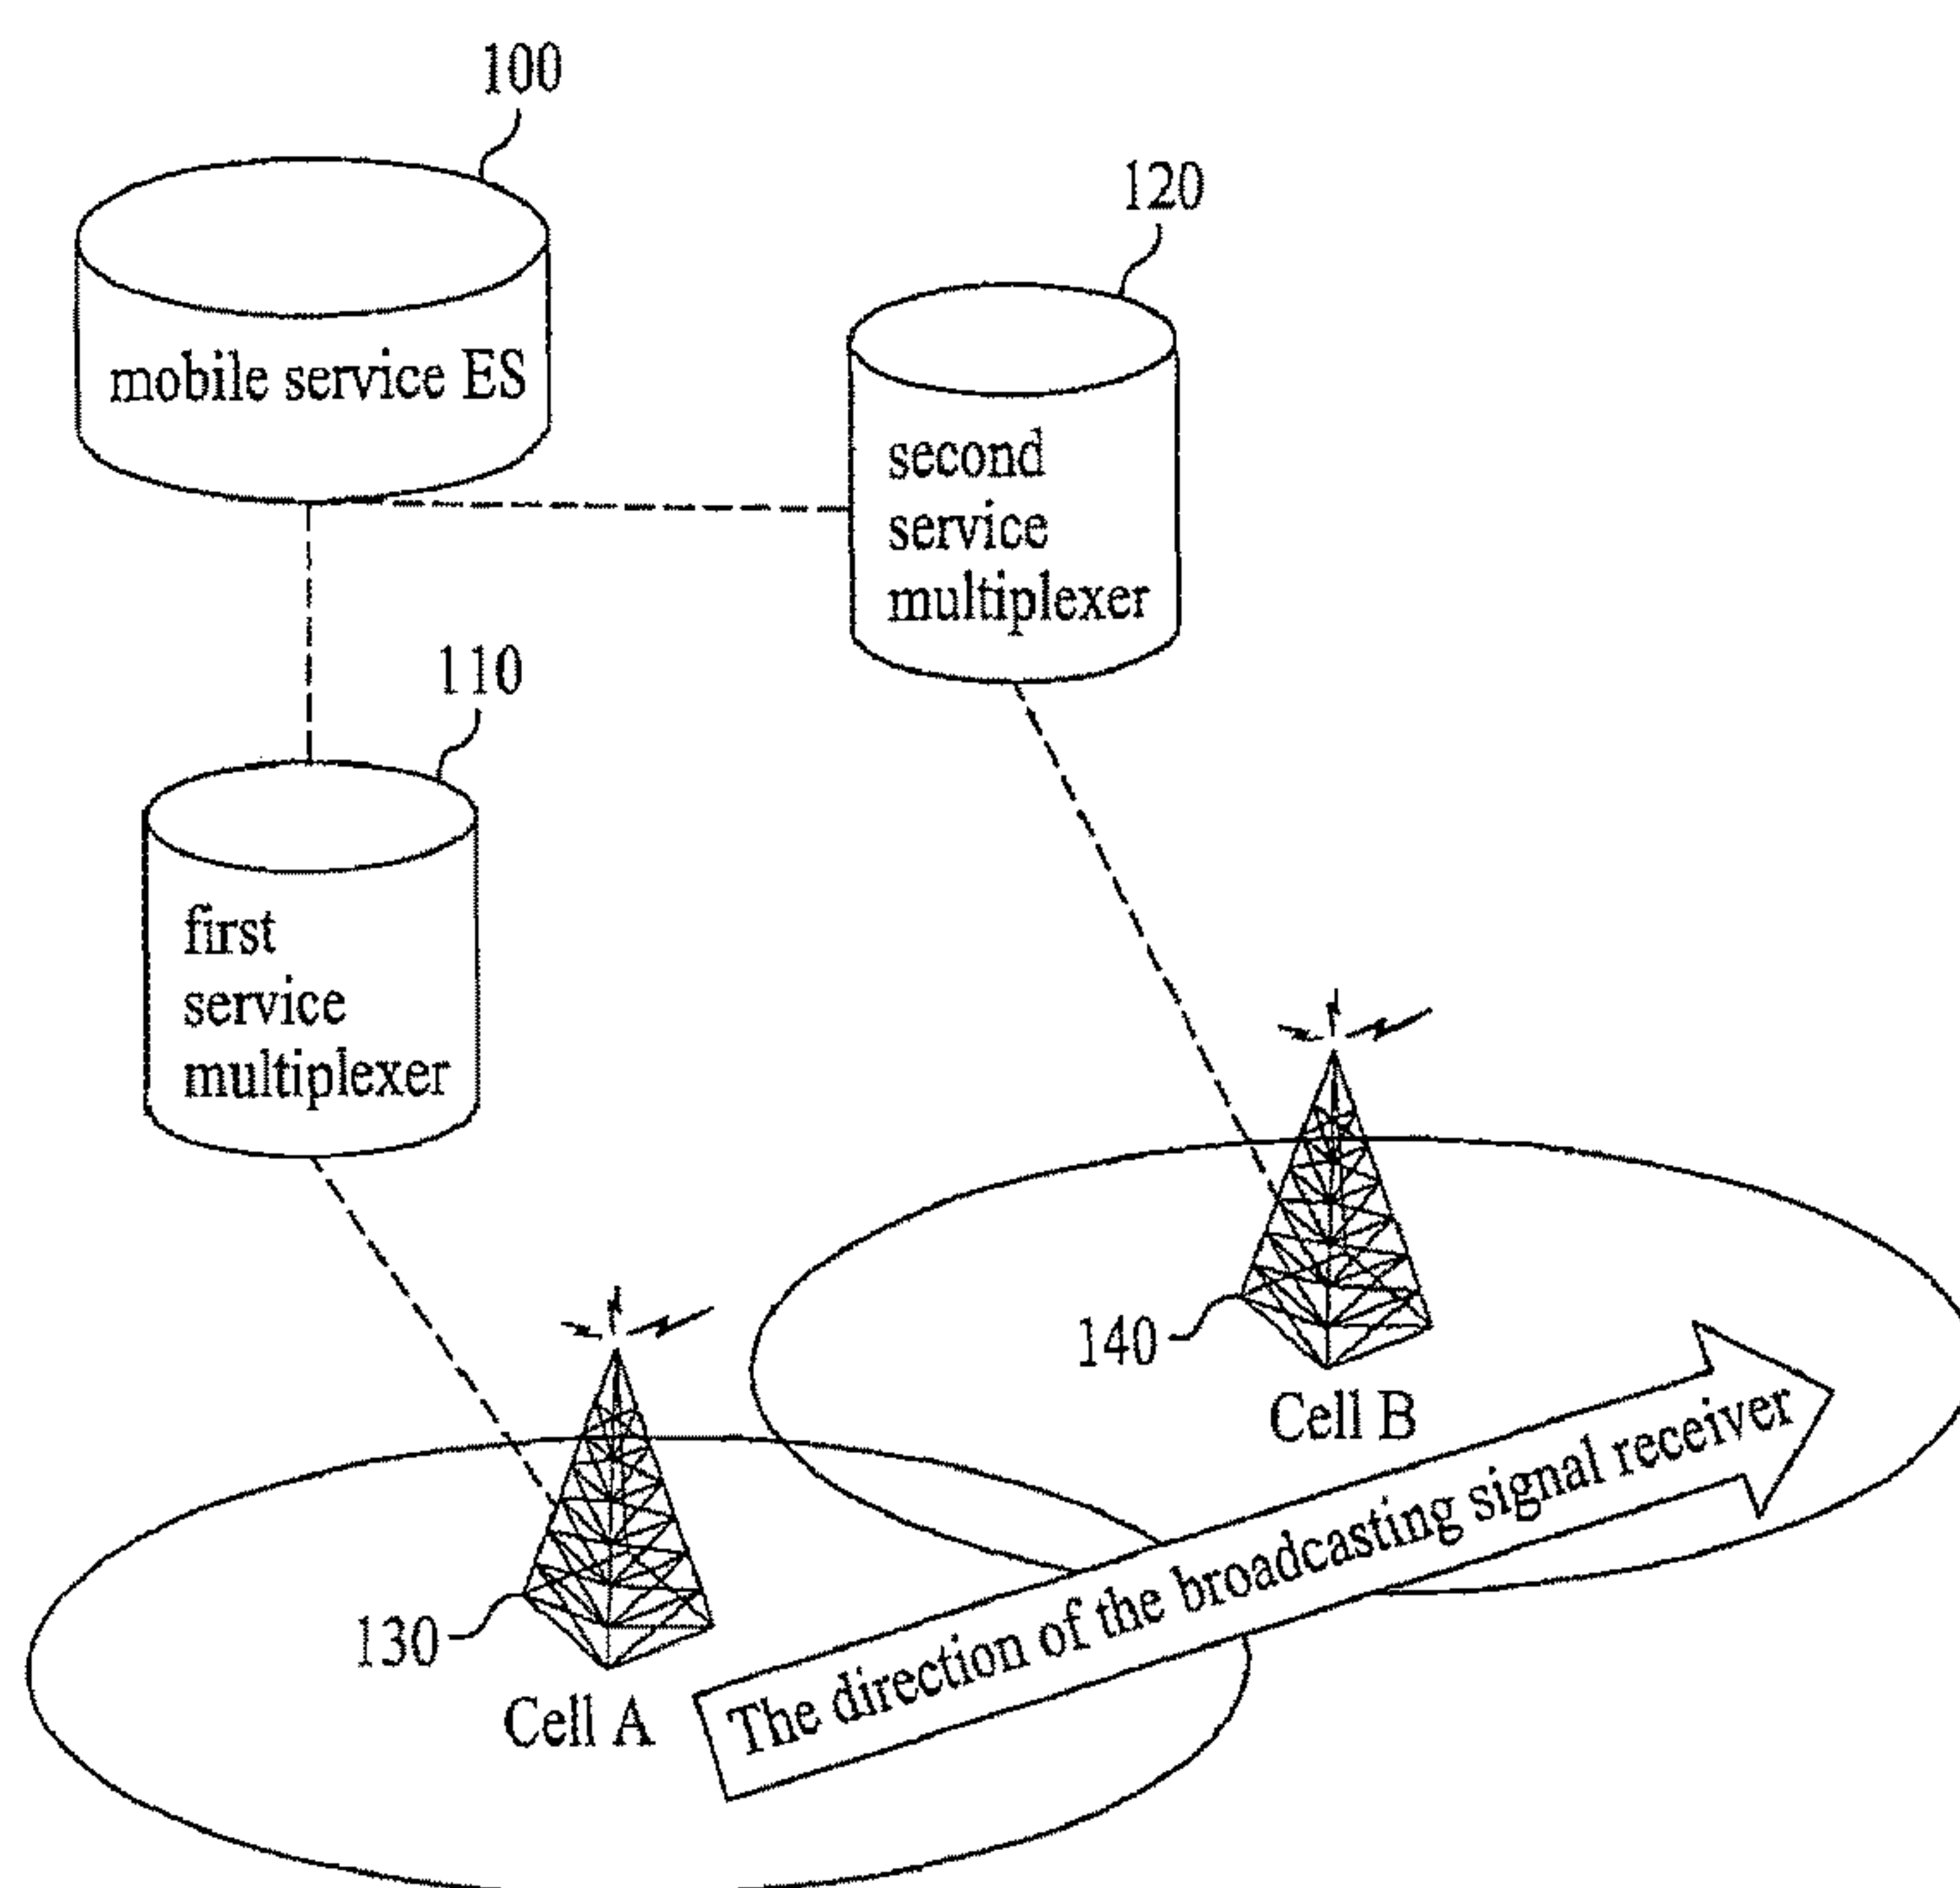 100
mobile service ES
120
second
service
multiplexer
110
first
service
multiplexer
140
Cell B
130
Cell A
The direction of the broadcasting signal receiver